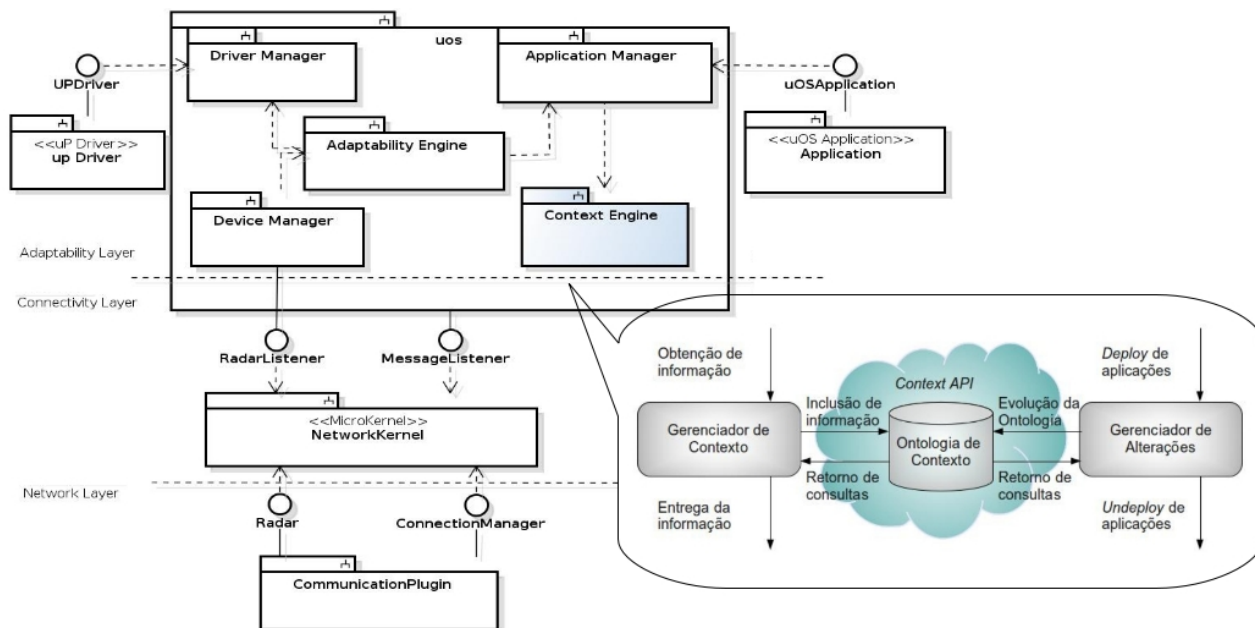 uos
Driver Manager
Application Manager
UPDriver
uOSApplication
<<uP Driver>>
up Driver
Adaptability Engine
<<uOS Application>>
Application
Device Manager
Context Engine
Adaptability Layer
Connectivity Layer
RadarListener
MessageListener
<<MicroKernel>>
NetworkKernel
Network Layer
Radar
ConnectionManager
CommunicationPlugin
Obtenção de
informação
Deploy de
aplicações
Context API
Gerenciador de
Contexto
Inclusão de
informação
Ontologia de
Contexto
Evolução da
Ontologia
Gerenciador de
Alterações
Retorno de
consultas
Retorno de
consultas
Entrega da
informação
Undeploy de
aplicações